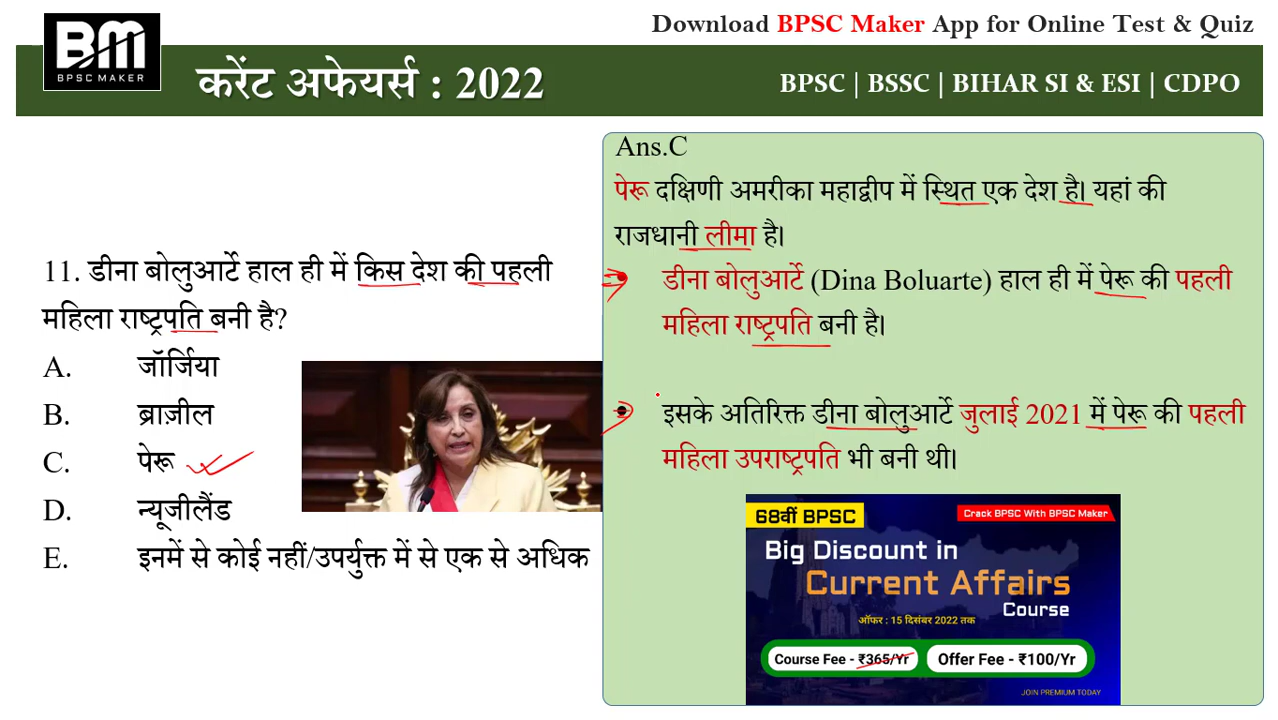 Download BPSC Maker App for Online Test & Quiz
BM
BPSC MAKER
करेंट अफेयर्स : 2022
BPSC | BSSC | BIHAR SI & ESI | CDPO
11. डीना बोलुआर्टे हाल ही में किस देश की पहली
महिला राष्ट्रपति बनी है?
A. जॉर्जिया
B. ब्राज़ील
C. पेरू
D. न्यूजीलैंड
E. इनमें से कोई नहीं/उपर्युक्त में से एक से अधिक
Ans.C
पेरू दक्षिणी अमरीका महाद्वीप में स्थित एक देश है। यहां की
राजधानी लीमा है।
डीना बोलुआर्टे (Dina Boluarte) हाल ही में पेरू की पहली
महिला राष्ट्रपति बनी है।
इसके अतिरिक्त डीना बोलुआर्टे जुलाई 2021 में पेरू की पहली
महिला उपराष्ट्रपति भी बनी थी।
68वीं BPSC
Crack BPSC With BPSC Maker
Big Discount in
Current Affairs
Course
ऑफर : 15 दिसंबर 2022 तक
Course Fee - ₹365/Yr
Offer Fee - ₹100/Yr
JOIN PREMIUM TODAY